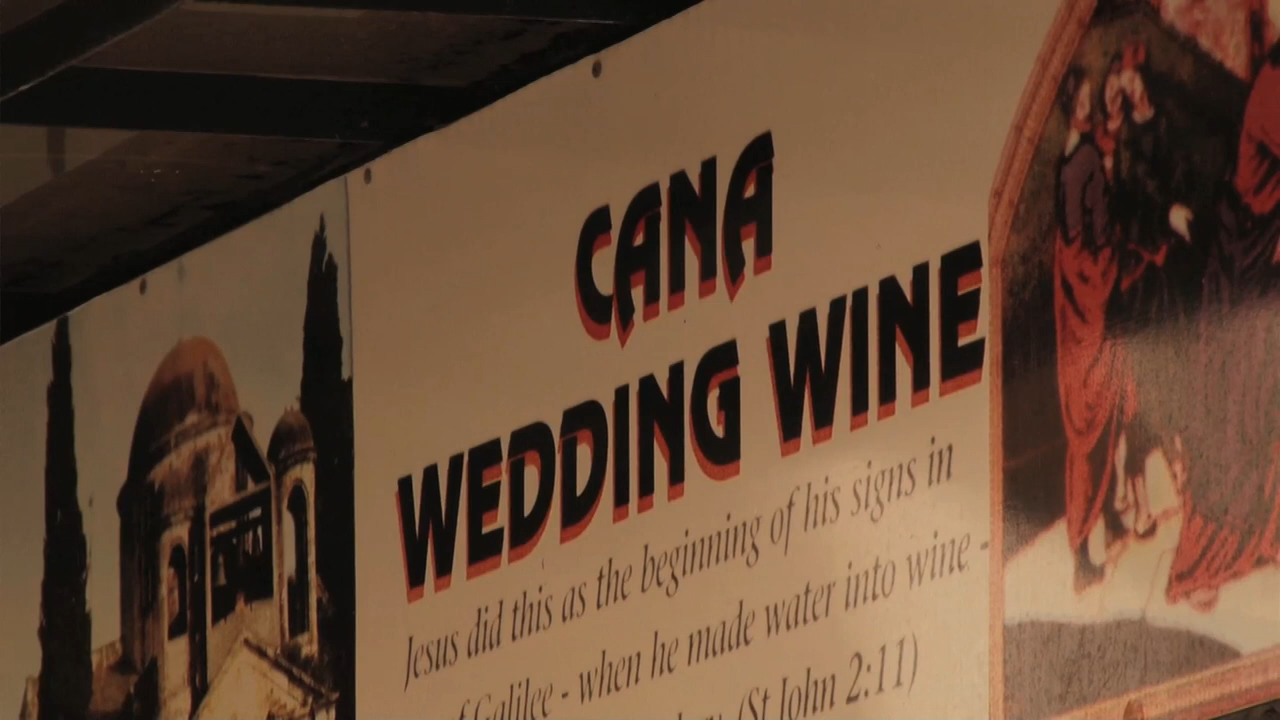 CANA
WEDDING WINE
Jesus did this as the beginning of his signs in
of Galilee - when he made water into wine -
(St John 2:11)